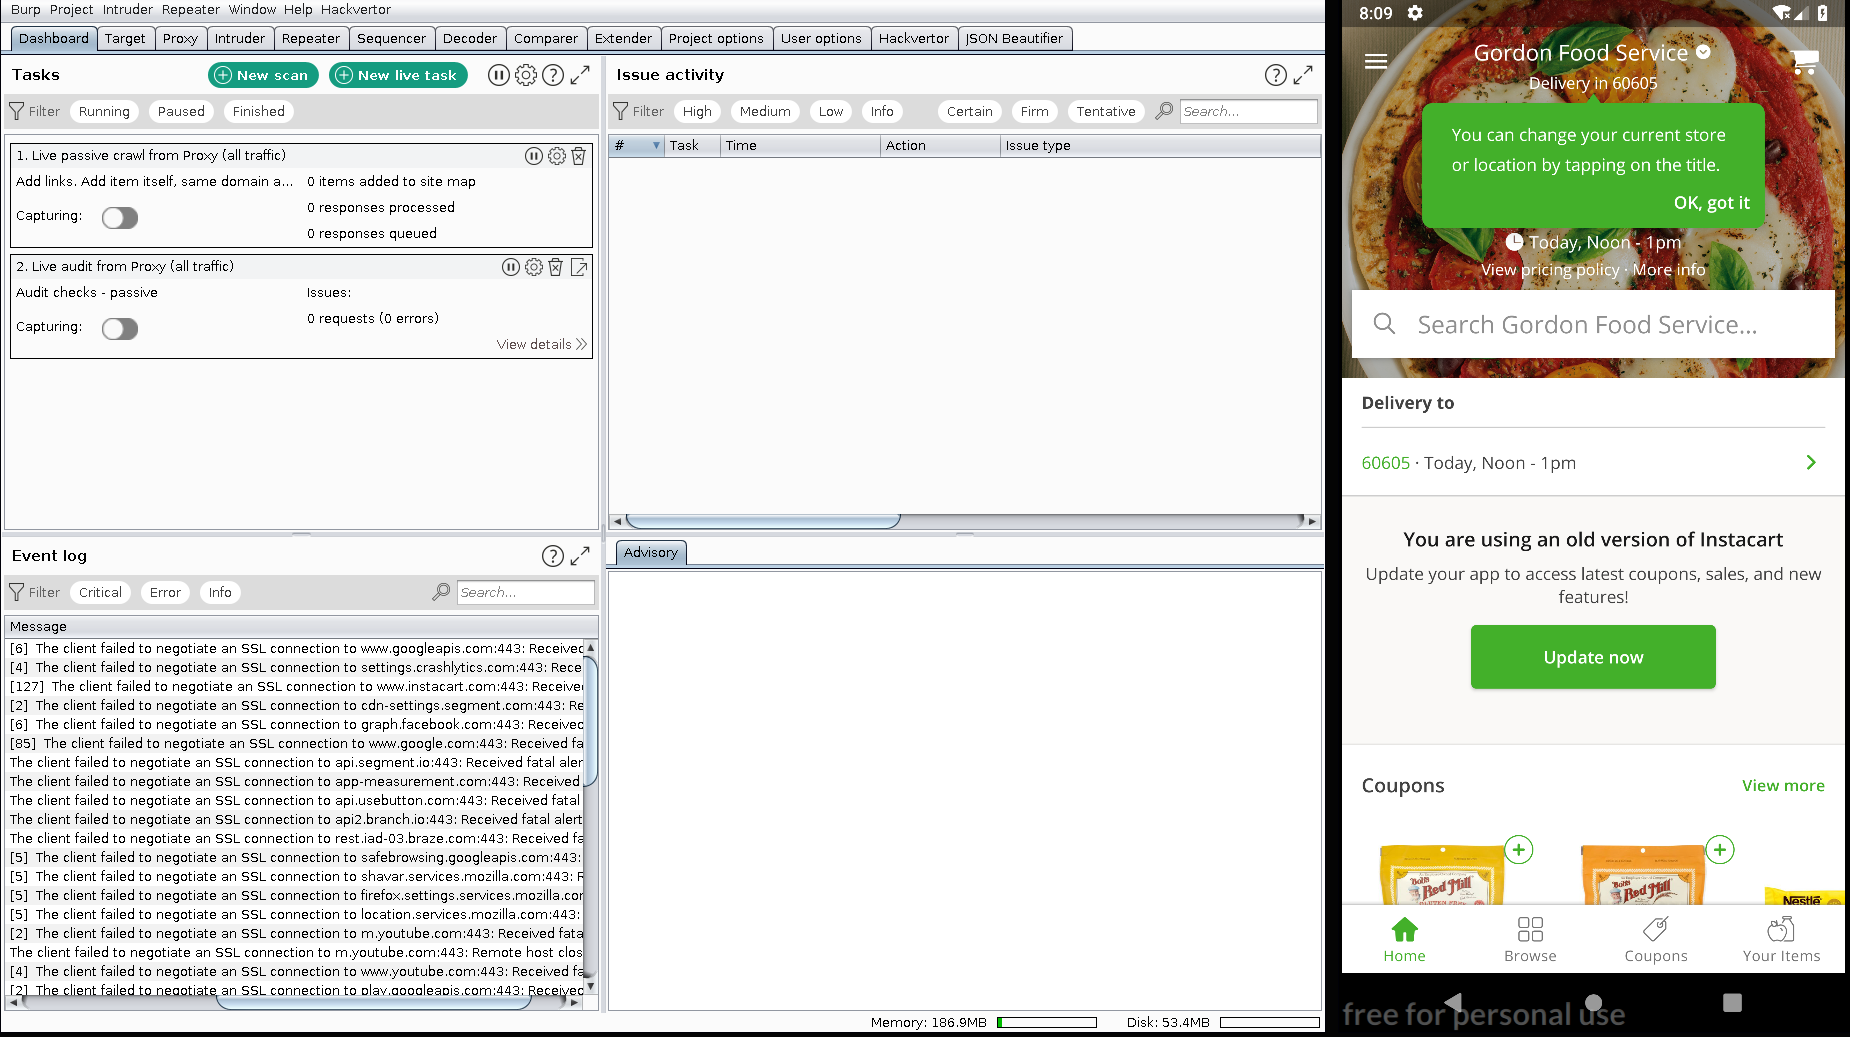 Burp Project Intruder Repeater Window Help Hackvertor
Dashboard Target Proxy Intruder Repeater Sequencer Decoder Comparer Extender Project options User options Hackvertor JSON Beautifier
Tasks
New scan
New live task
Filter Running Paused Finished
1. Live passive crawl from Proxy (all traffic)
Add links. Add item itself, same domain a...
0 items added to site map
0 responses processed
Capturing:
0 responses queued
2. Live audit from Proxy (all traffic)
Audit checks - passive
Issues:
0 requests (0 errors)
Capturing:
View details
Issue activity
Filter High Medium Low Info Certain Firm Tentative Search...
# Task Time Action Issue type
Event log
Filter Critical Error Info Search...
Message
[6] The client failed to negotiate an SSL connection to www.googleapis.com:443: Received
[4] The client failed to negotiate an SSL connection to settings.crashlytics.com:443: Rece
[127] The client failed to negotiate an SSL connection to www.instacart.com:443: Receive
[2] The client failed to negotiate an SSL connection to cdn-settings.segment.com:443: Re
[6] The client failed to negotiate an SSL connection to graph.facebook.com:443: Received
[85] The client failed to negotiate an SSL connection to www.google.com:443: Received fa
The client failed to negotiate an SSL connection to api.segment.io:443: Received fatal aler
The client failed to negotiate an SSL connection to app-measurement.com:443: Received
The client failed to negotiate an SSL connection to api.usebutton.com:443: Received fatal
The client failed to negotiate an SSL connection to api2.branch.io:443: Received fatal alert
The client failed to negotiate an SSL connection to rest.iad-03.braze.com:443: Received fa
[5] The client failed to negotiate an SSL connection to safebrowsing.googleapis.com:443:
[5] The client failed to negotiate an SSL connection to shavar.services.mozilla.com:443: R
[5] The client failed to negotiate an SSL connection to firefox.settings.services.mozilla.co
[5] The client failed to negotiate an SSL connection to location.services.mozilla.com:443:
[2] The client failed to negotiate an SSL connection to m.youtube.com:443: Received fata
The client failed to negotiate an SSL connection to m.youtube.com:443: Remote host clos
[4] The client failed to negotiate an SSL connection to www.youtube.com:443: Received fa
[2] The client failed to negotiate an SSL connection to play.googleapis.com:443: Received
Advisory
Memory: 186.9MB
Disk: 53.4MB
8:09
Gordon Food Service
Delivery in 60605
You can change your current store
or location by tapping on the title.
OK, got it
Today, Noon - 1pm
View pricing policy · More info
Search Gordon Food Service...
Delivery to
60605 · Today, Noon - 1pm
You are using an old version of Instacart
Update your app to access latest coupons, sales, and new
features!
Update now
Coupons
View more
Bob's
Red Mill
Bob's
Red Mill
Nestle
Home Browse Coupons Your Items
free for personal use